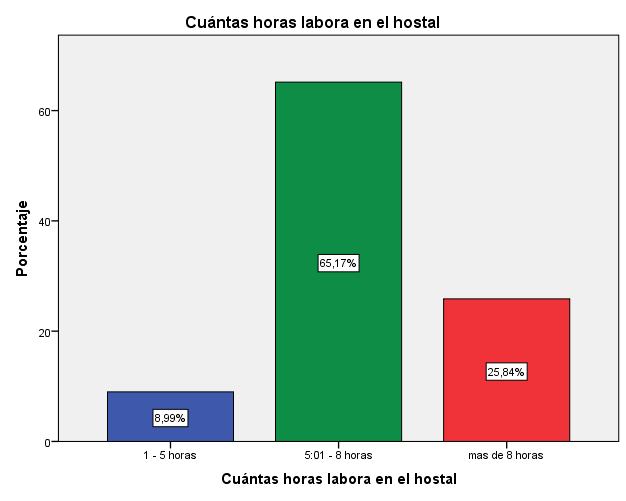 Cuántas horas labora en el hostal
Porcentaje
60
40
20
0
65,17%
25,84%
8,99%
1 - 5 horas
5:01 - 8 horas
mas de 8 horas
Cuántas horas labora en el hostal